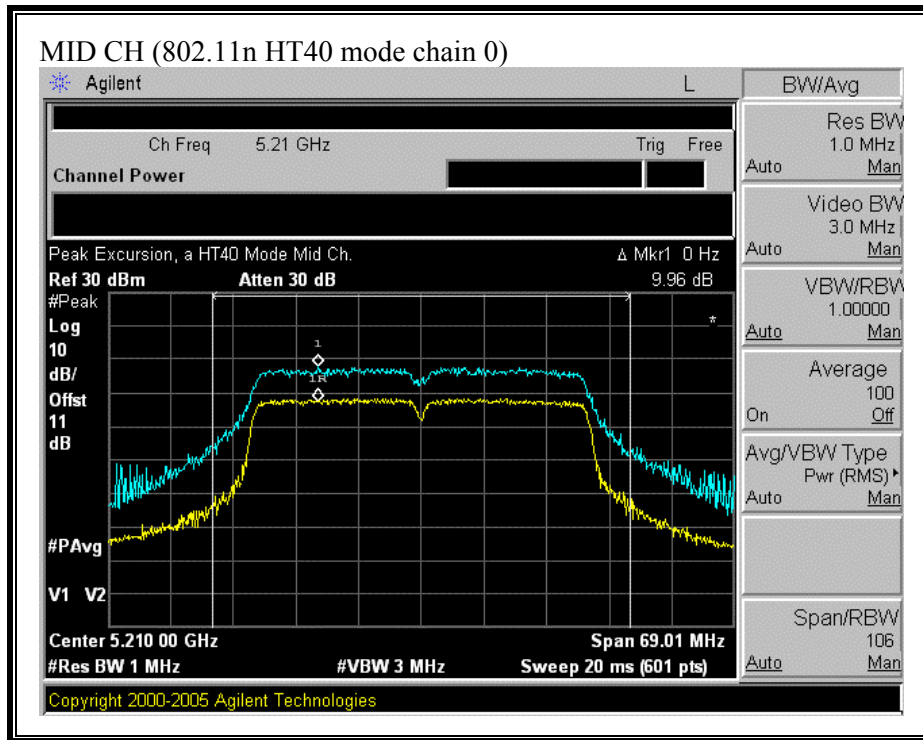 MID CH (802.11n HT40 mode chain 0)
Agilent L BW/Avg
Ch Freq 5.21 GHz Trig Free
Channel Power
Peak Excursion, a HT40 Mode Mid Ch. Δ Mkr1 0 Hz
Ref 30 dBm Atten 30 dB 9.96 dB
#Peak
Log
10
dB/
Offst
11
dB
*
1
1R
#PAvg
V1 V2
Center 5.210 00 GHz Span 69.01 MHz
#Res BW 1 MHz #VBW 3 MHz Sweep 20 ms (601 pts)
Copyright 2000-2005 Agilent Technologies
Res BW
1.0 MHz
Auto Man
Video BW
3.0 MHz
Auto Man
VBW/RBW
1.00000
Auto Man
Average
100
On Off
Avg/VBW Type
Pwr (RMS)
Auto Man
Span/RBW
106
Auto Man